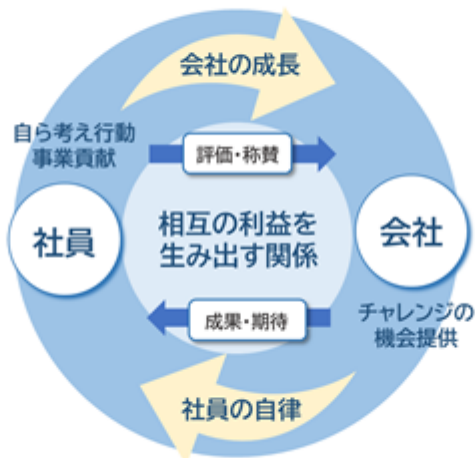 会社の成長
自ら考え行動
事業貢献
評価・称賛
社員
相互の利益を
生み出す関係
会社
成果・期待
チャレンジの
機会提供
社員の自律